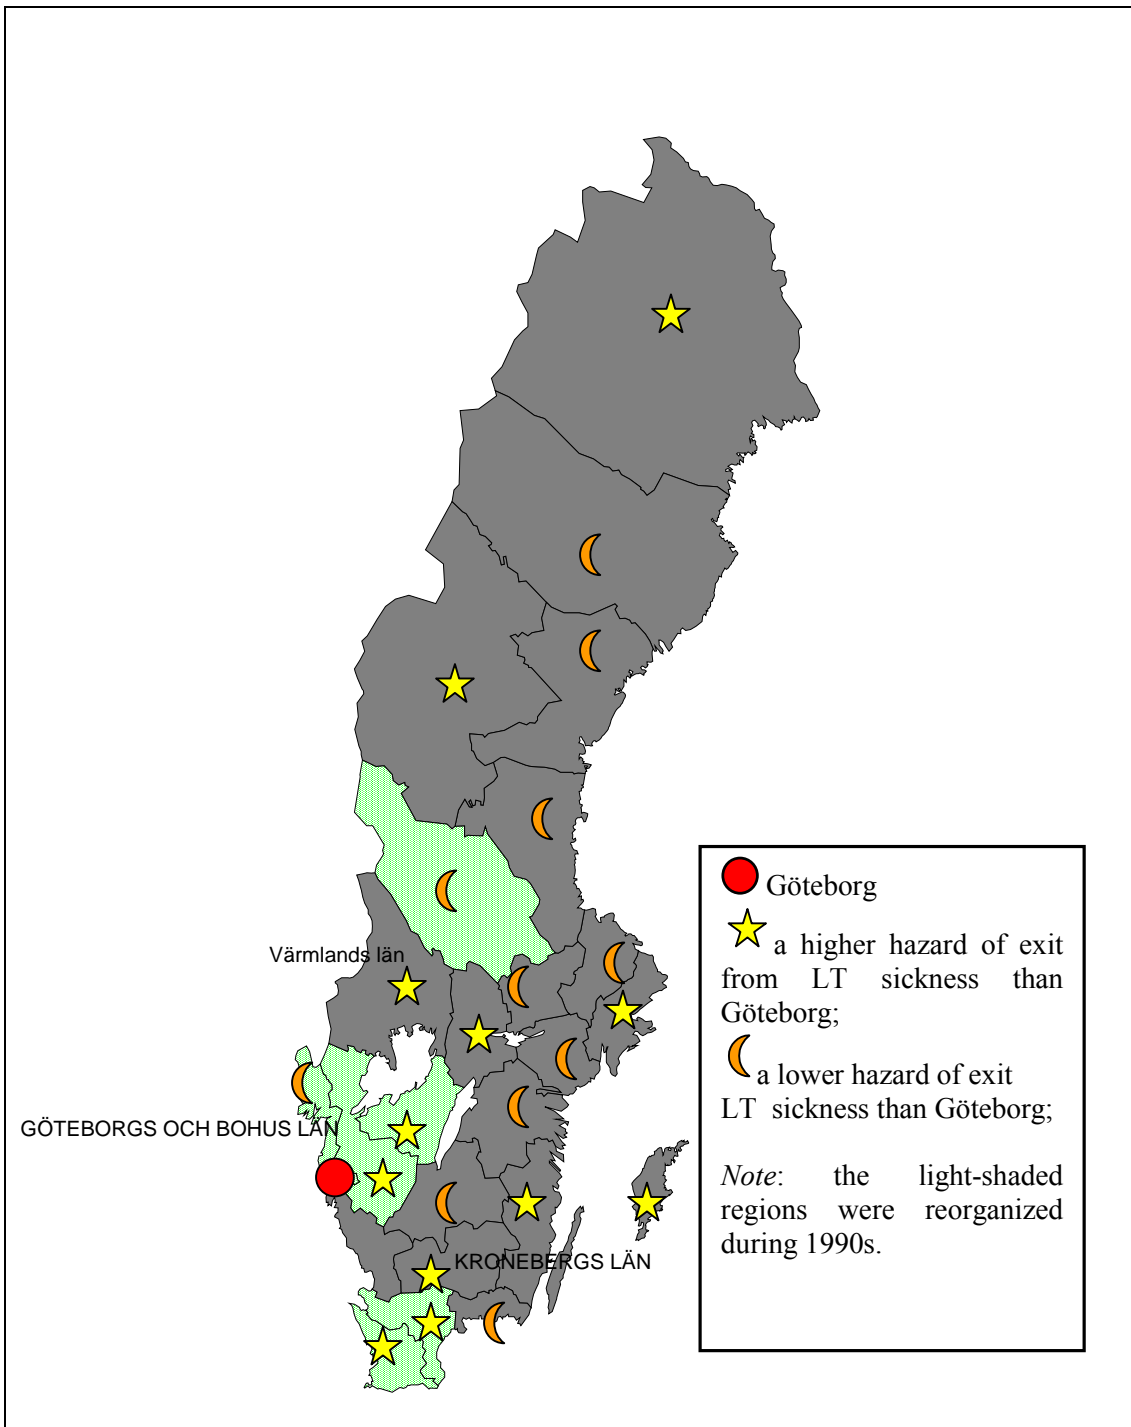 Värmlands län
GÖTEBORGS OCH BOHUS LÄN
KRONEBERGS LÄN
Göteborg
a higher hazard of exit
from LT sickness than
Göteborg;
a lower hazard of exit
LT sickness than Göteborg;
Note: the light-shaded
regions were reorganized
during 1990s.